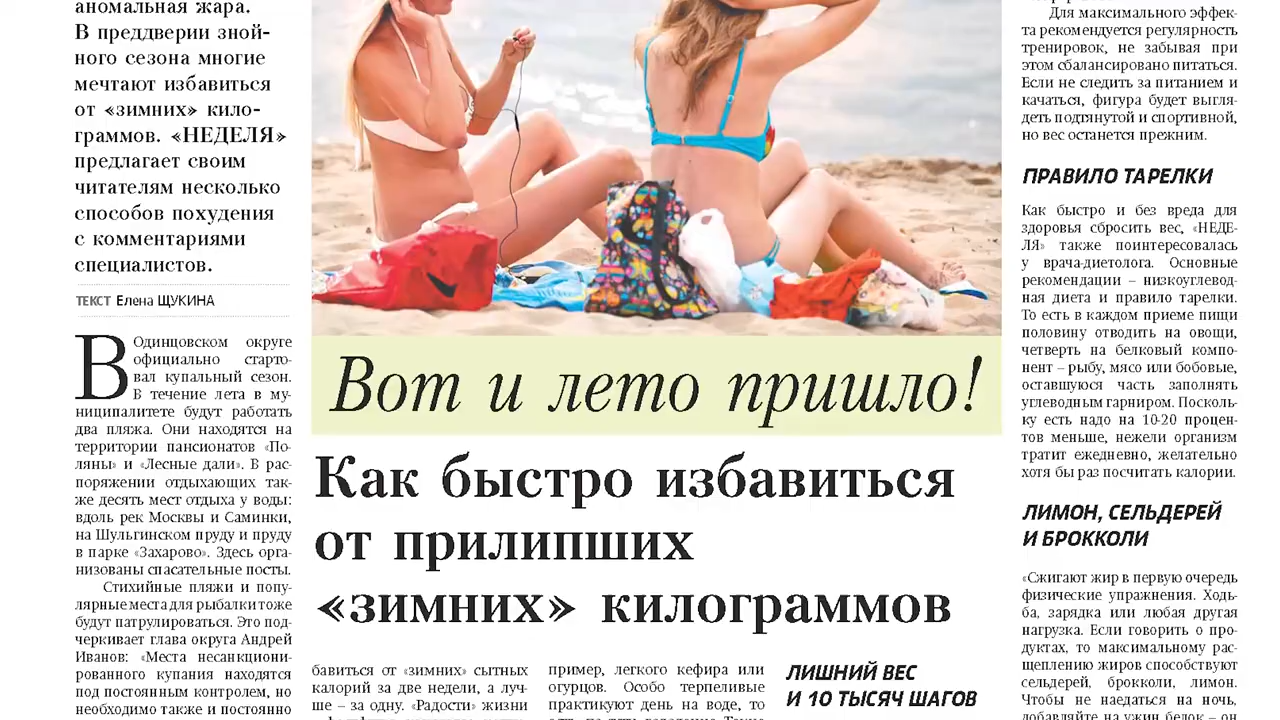 аномальная жара.
В преддверии зной-
ного сезона многие
мечтают избавиться
от «зимних» кило-
граммов. «НЕДЕЛЯ»
предлагает своим
читателям несколько
способов похудения
с комментариями
специалистов.
ТЕКСТ Елена ЩУКИНА
В Одинцовском округе
официально старто-
вал купальный сезон.
В течение лета в му-
ниципалитете будут работать
два пляжа. Они находятся на
территории пансионатов «По-
ляны» и «Лесные дали». В рас-
поряжении отдыхающих так-
же десять мест отдыха у воды:
вдоль рек Москвы и Саминки,
на Шульгинском пруду и пруду
в парке «Захарово». Здесь орга-
низованы спасательные посты.
Стихийные пляжи и попу-
лярные места для рыбалки тоже
будут патрулироваться. Это под-
черкивает глава округа Андрей
Иванов: «Места несанкциони-
рованного купания находятся
под постоянным контролем, но
необходимо также и постоянно
Вот и лето пришло!
Как быстро избавиться
от прилипших
«зимних» килограммов
бавиться от «зимних» сытных
калорий за две недели, а луч-
ше – за одну. «Радости» жизни
пример, легкого кефира или
огурцов. Особо терпеливые
практикуют день на воде, то
ЛИШНИЙ ВЕС
И 10 ТЫСЯЧ ШАГОВ
Для максимального эффек-
та рекомендуется регулярность
тренировок, не забывая при
этом сбалансировано питаться.
Если не следить за питанием и
качаться, фигура будет выгля-
деть подтянутой и спортивной,
но вес останется прежним.
ПРАВИЛО ТАРЕЛКИ
Как быстро и без вреда для
здоровья сбросить вес, «НЕДЕ-
ЛЯ» также поинтересовалась
у врача-диетолога. Основные
рекомендации – низкоуглевод-
ная диета и правило тарелки.
То есть в каждом приеме пищи
половину отводить на овощи,
четверть на белковый компо-
нент – рыбу, мясо или бобовые,
оставшуюся часть заполнять
углеводным гарниром. Посколь-
ку есть надо на 10-20 процен-
тов меньше, нежели организм
тратит ежедневно, желательно
хотя бы раз посчитать калории.
ЛИМОН, СЕЛЬДЕРЕЙ
И БРОККОЛИ
«Сжигают жир в первую очередь
физические упражнения. Ходь-
ба, зарядка или любая другая
нагрузка. Если говорить о про-
дуктах, то максимальному рас-
щеплению жиров способствуют
сельдерей, брокколи, лимон.
Чтобы не наедаться на ночь,
добавляйте на ужин белок – он